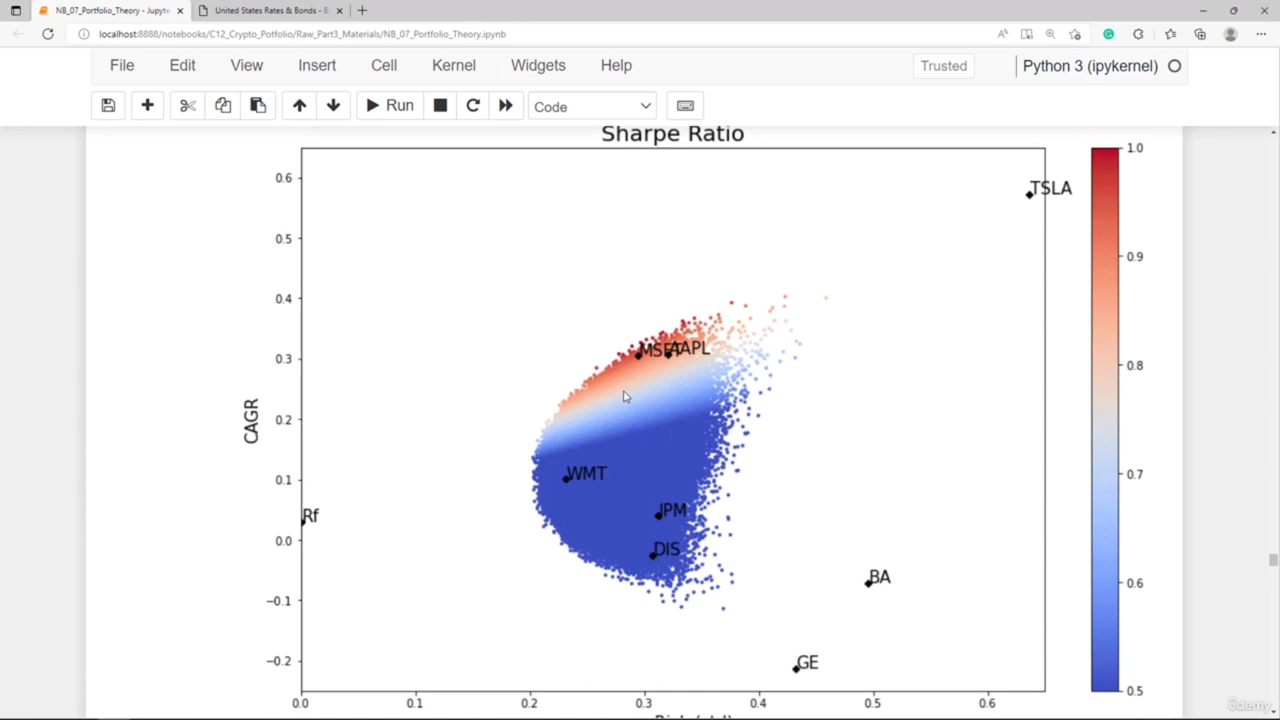 NB_07_Portfolio_Theory - Jupyte
United States Rates & Bonds - B
localhost:8888/notebooks/C12_Crypto_Potfolio/Raw_Part3_Materials/NB_07_Portfolio_Theory.ipynb
File Edit View Insert Cell Kernel Widgets Help
Trusted
Python 3 (ipykernel)
Run
Code
Sharpe Ratio
1.0
0.6
TSLA
0.5
0.9
0.4
MSFT
AAPL
0.8
0.3
CAGR
0.2
WMT
0.7
0.1
JPM
Rf
0.0
DIS
BA
0.6
−0.1
GE
−0.2
0.5
0.0 0.1 0.2 0.3 0.4 0.5 0.6
ûdemy